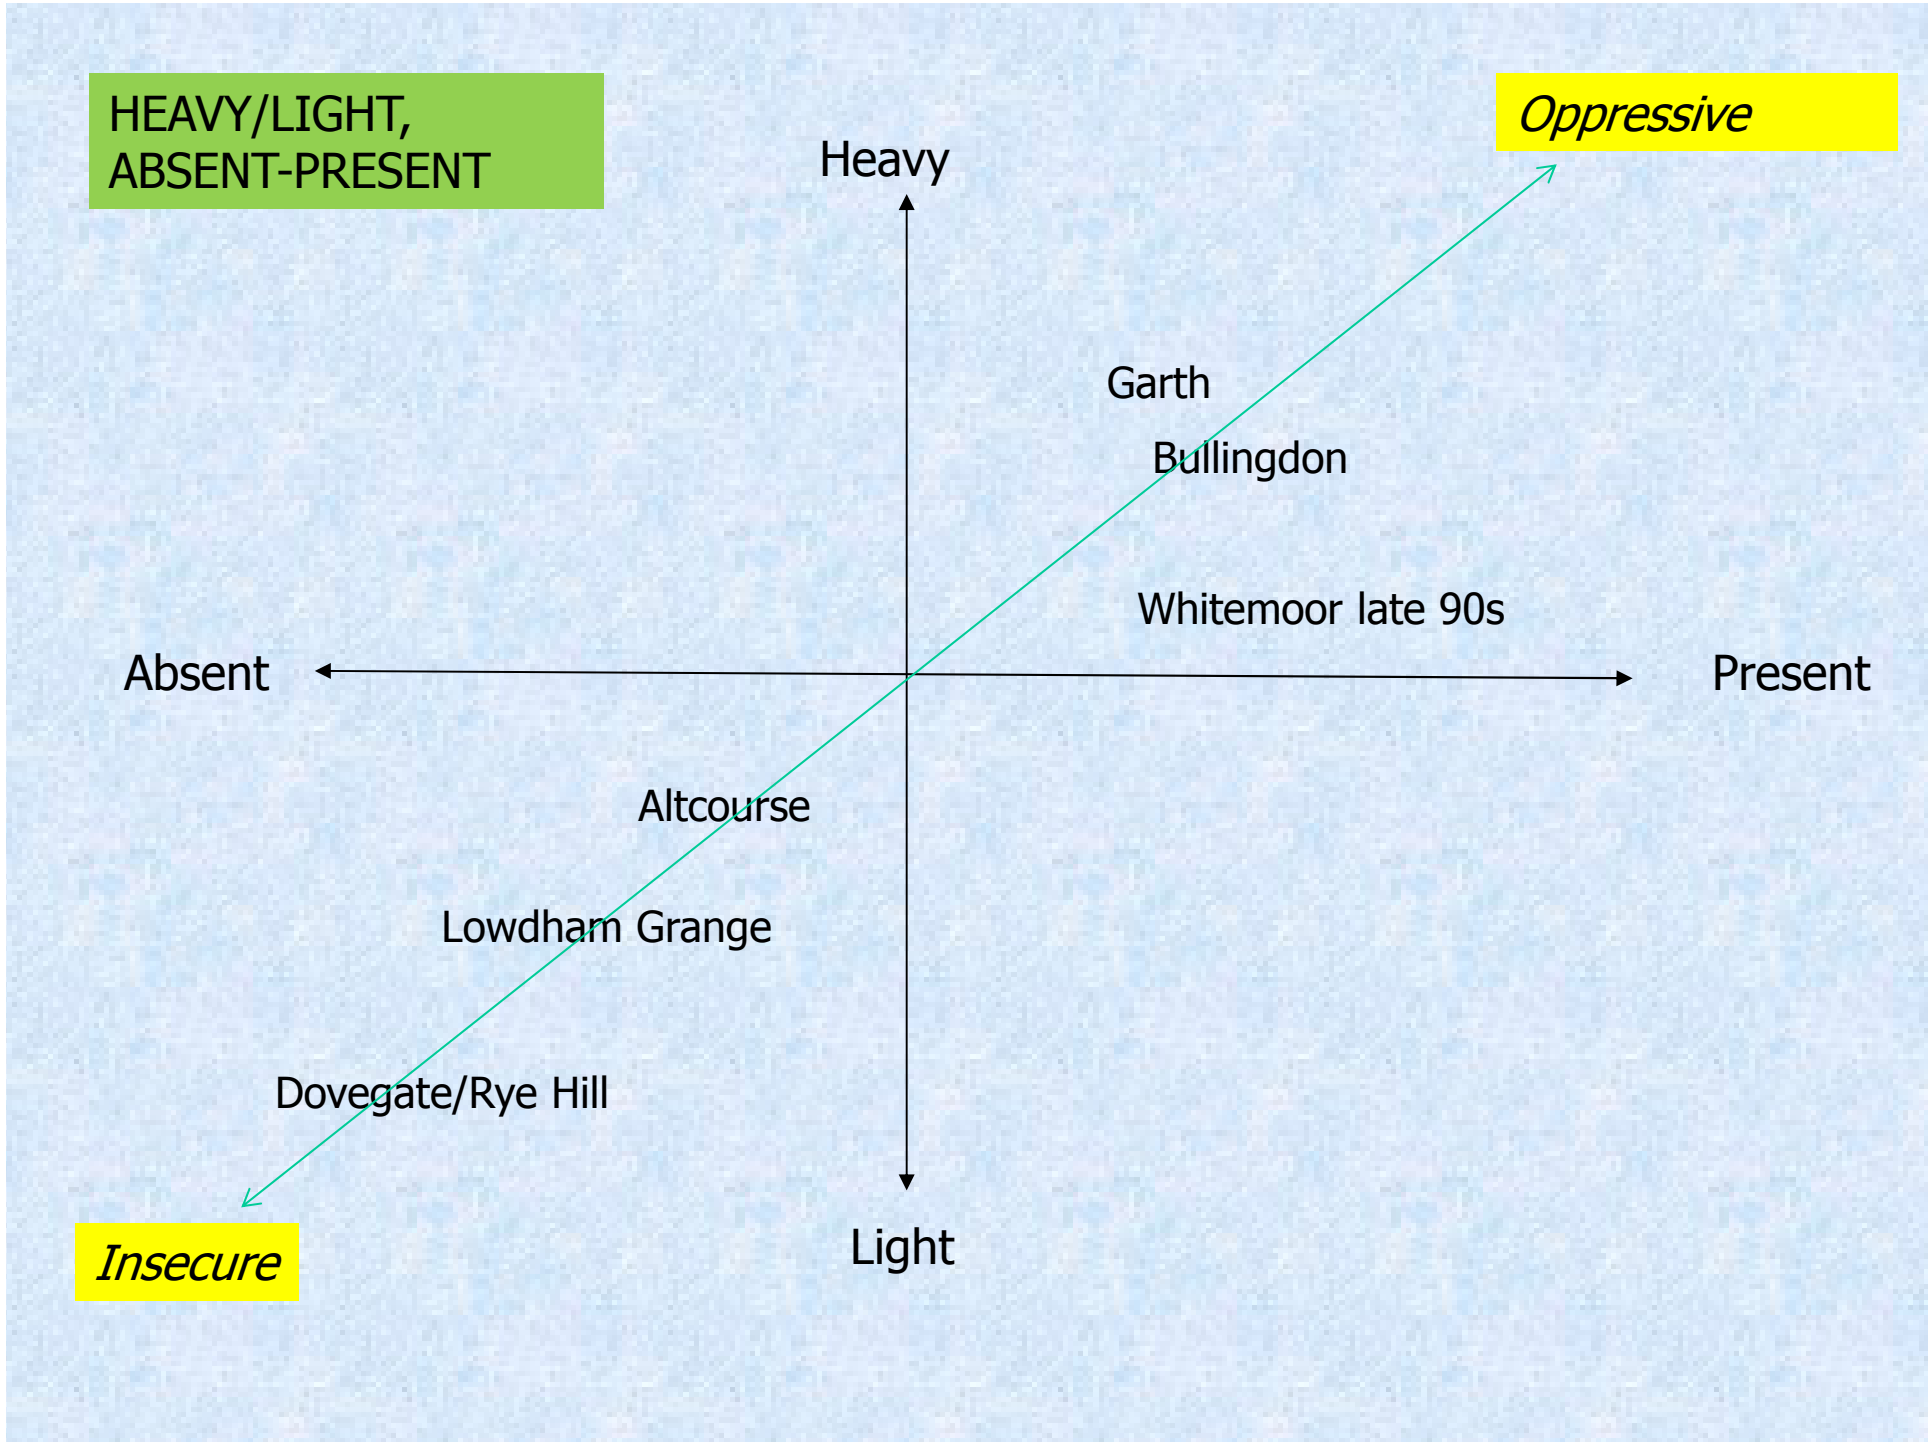 HEAVY/LIGHT,
ABSENT-PRESENT
Oppressive
Heavy
Garth
Bullingdon
Whitemoor late 90s
Absent
Present
Altcourse
Lowdham Grange
Dovegate/Rye Hill
Light
Insecure